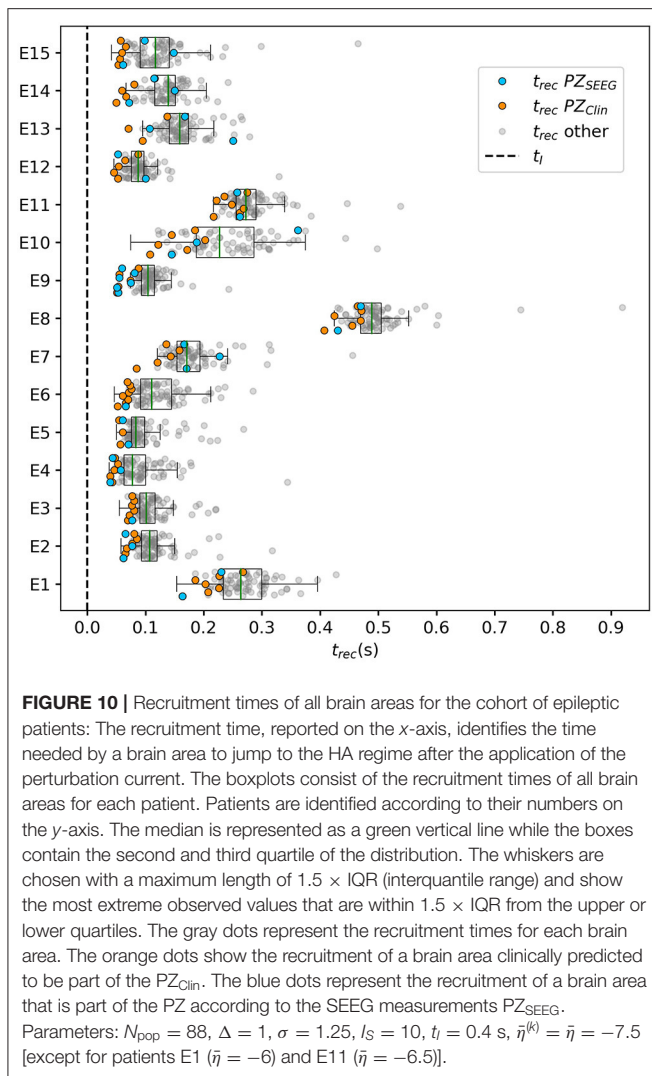 E15
E14
E13
E12
E11
E10
E9
E8
E7
E6
E5
E4
E3
E2
E1
t_rec PZ_SEEG
t_rec PZ_Clin
t_rec other
t_I
0.0 0.1 0.2 0.3 0.4 0.5 0.6 0.7 0.8 0.9
t_rec(s)
FIGURE 10 | Recruitment times of all brain areas for the cohort of epileptic
patients: The recruitment time, reported on the x-axis, identifies the time
needed by a brain area to jump to the HA regime after the application of the
perturbation current. The boxplots consist of the recruitment times of all brain
areas for each patient. Patients are identified according to their numbers on
the y-axis. The median is represented as a green vertical line while the boxes
contain the second and third quartile of the distribution. The whiskers are
chosen with a maximum length of 1.5 × IQR (interquantile range) and show
the most extreme observed values that are within 1.5 × IQR from the upper or
lower quartiles. The gray dots represent the recruitment times for each brain
area. The orange dots show the recruitment of a brain area clinically predicted
to be part of the PZ_Clin. The blue dots represent the recruitment of a brain area
that is part of the PZ according to the SEEG measurements PZ_SEEG.
Parameters: N_pop = 88, Δ = 1, σ = 1.25, I_S = 10, t_I = 0.4 s, η̄^(k) = η̄ = −7.5
[except for patients E1 (η̄ = −6) and E11 (η̄ = −6.5)].